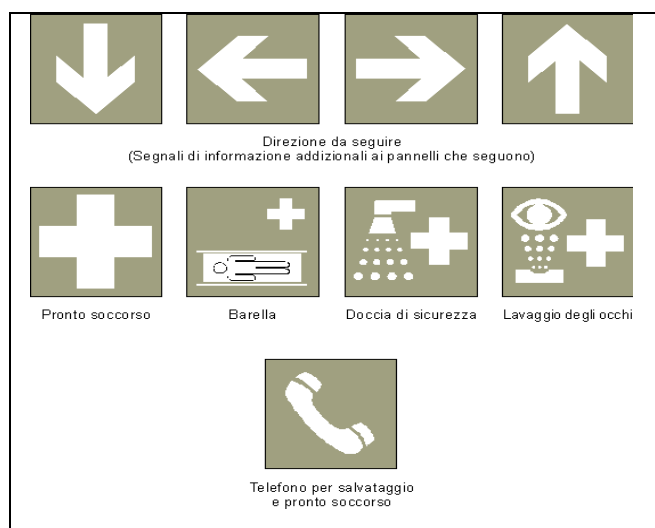 Direzione da seguire
(Segnali di informazione addizionali ai pannelli che seguono)
Pronto soccorso
Barella
Doccia di sicurezza
Lavaggio degli occhi
Telefono per salvataggio
e pronto soccorso